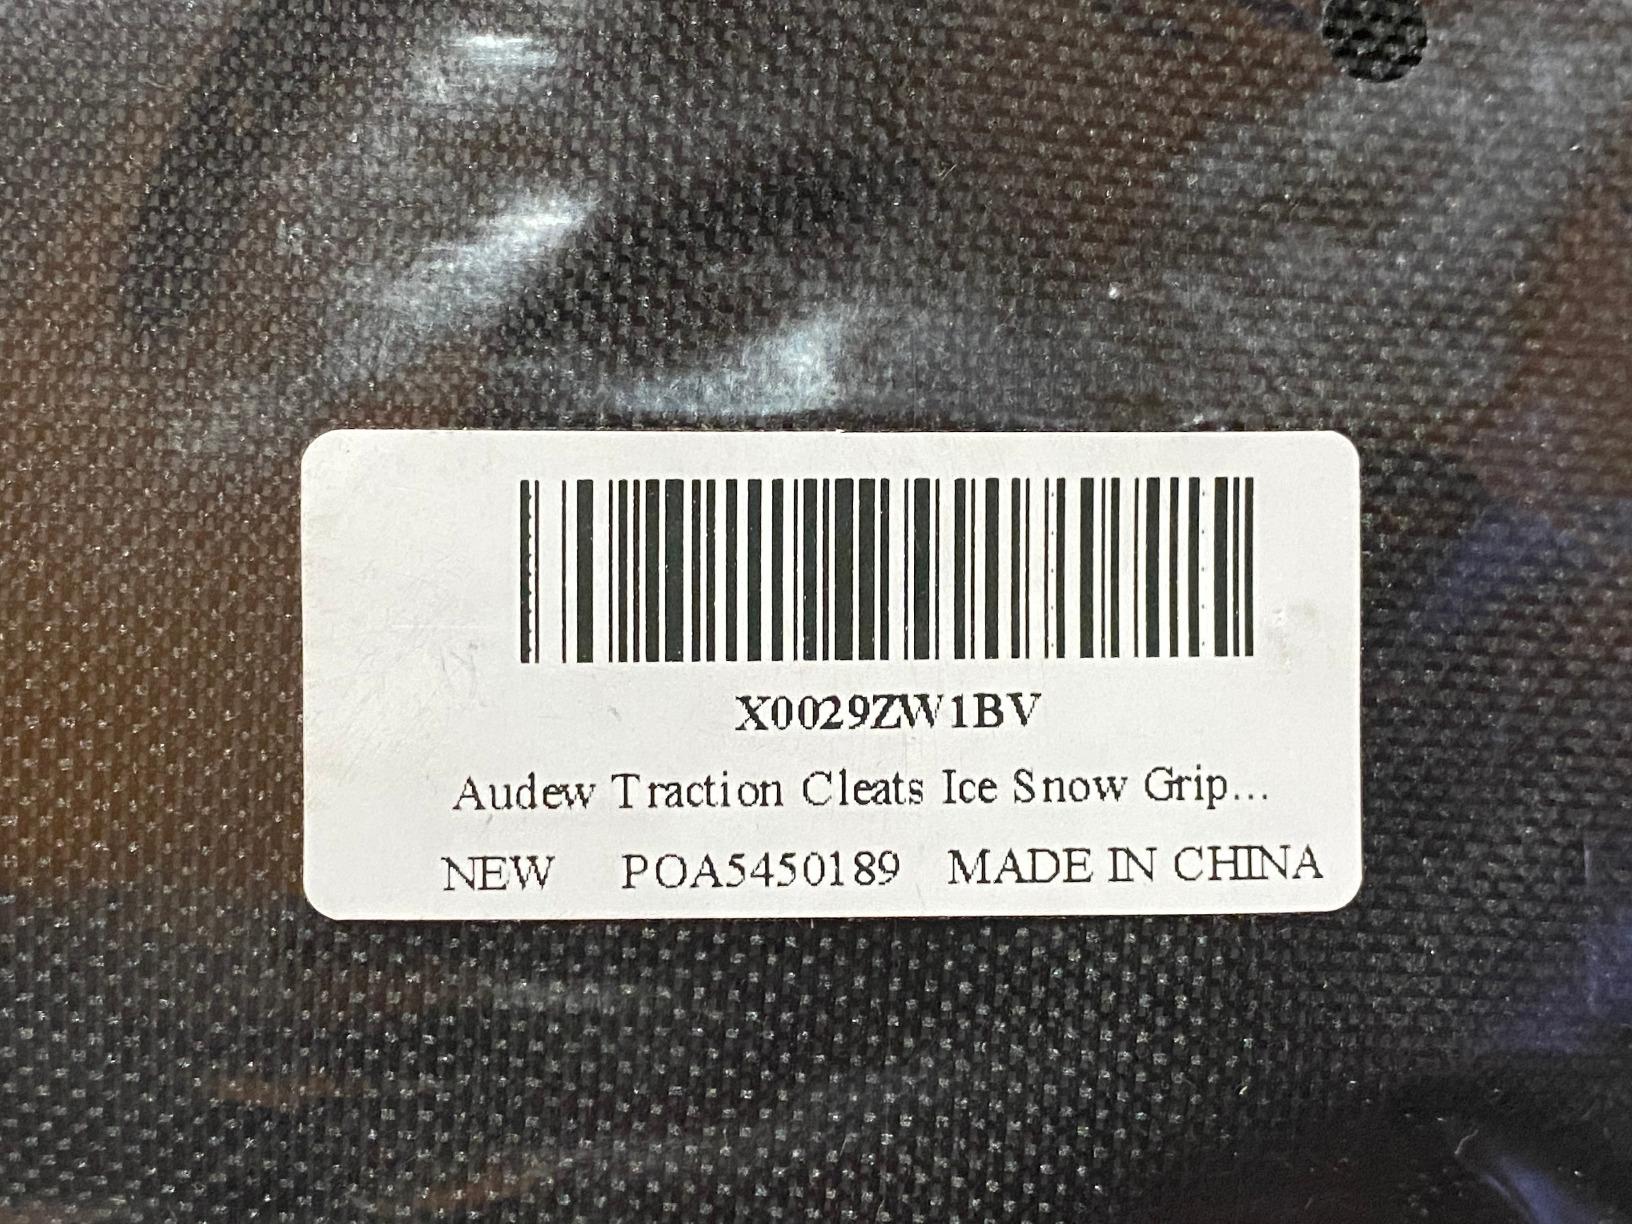 X0029ZW1BV
Audew Traction Cleats Ice Snow Grip...
NEW POA5450189 MADE IN CHINA